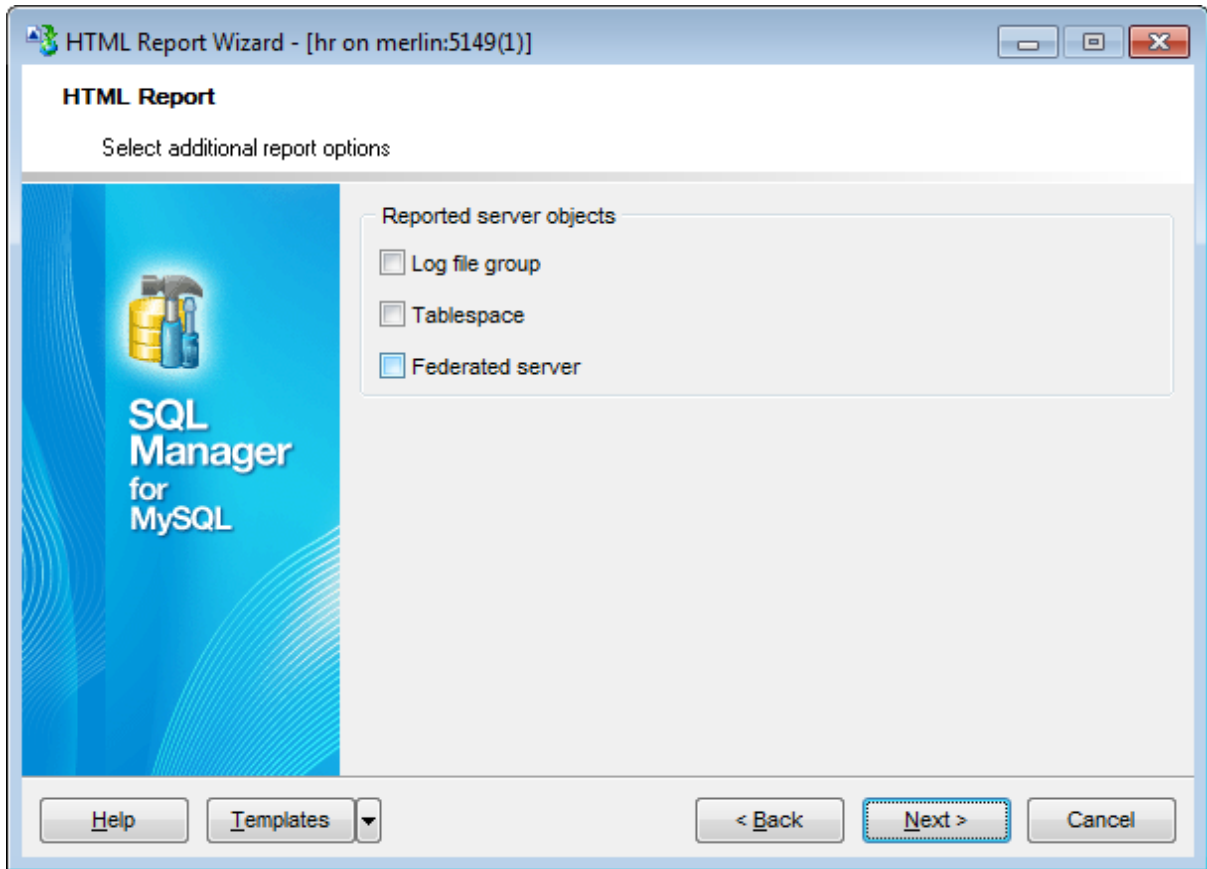 HTML Report Wizard - [hr on merlin:5149(1)]
HTML Report
Select additional report options
SQL
Manager
for
MySQL
Reported server objects
Log file group
Tablespace
Federated server
Help
Templates
< Back
Next >
Cancel